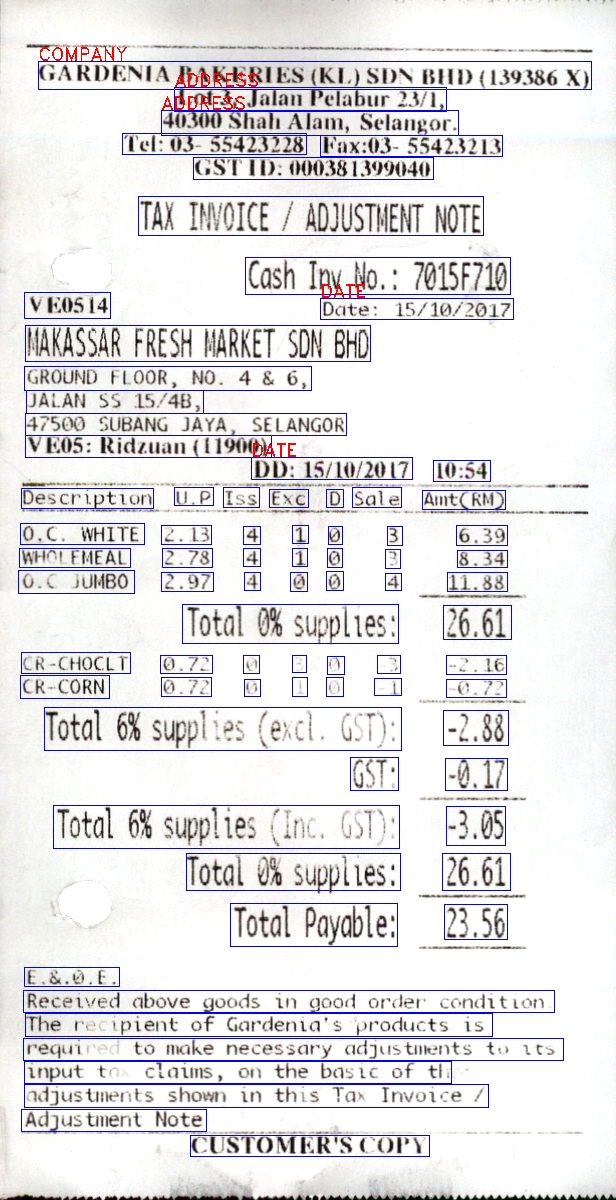 COMPANY
GARDENIA BAKERIES (KL) SDN BHD (139386 X)
ADDRESS
Lot 3, Jalan Pelabur 23/1,
ADDRESS
40300 Shah Alam, Selangor.
Tel: 03- 55423228 Fax:03- 55423213
GST ID: 000381399040
TAX INVOICE / ADJUSTMENT NOTE
Cash Inv No.: 7015F710
DATE
VE0514 Date: 15/10/2017
MAKASSAR FRESH MARKET SDN BHD
GROUND FLOOR, NO. 4 & 6,
JALAN SS 15/4B,
47500 SUBANG JAYA, SELANGOR
VE05: Ridzuan (11900)
DATE
DD: 15/10/2017 10:54
Description U.P Iss Exc D Sale Amt(RM)
O.C. WHITE 2.13 4 1 0 3 6.39
WHOLEMEAL 2.78 4 1 0 3 8.34
O.C JUMBO 2.97 4 0 0 4 11.88
Total 0% supplies: 26.61
CR-CHOCLT 0.72 0 3 0 -3 -2.16
CR-CORN 0.72 0 1 0 -1 -0.72
Total 6% supplies (excl. GST): -2.88
GST: -0.17
Total 6% supplies (Inc. GST): -3.05
Total 0% supplies: 26.61
Total Payable: 23.56
E.&.O.E.
Received above goods in good order condition.
The recipient of Gardenia's products is
required to make necessary adjustments to its
input tax claims, on the basic of the
adjustments shown in this Tax Invoice /
Adjustment Note
CUSTOMER'S COPY